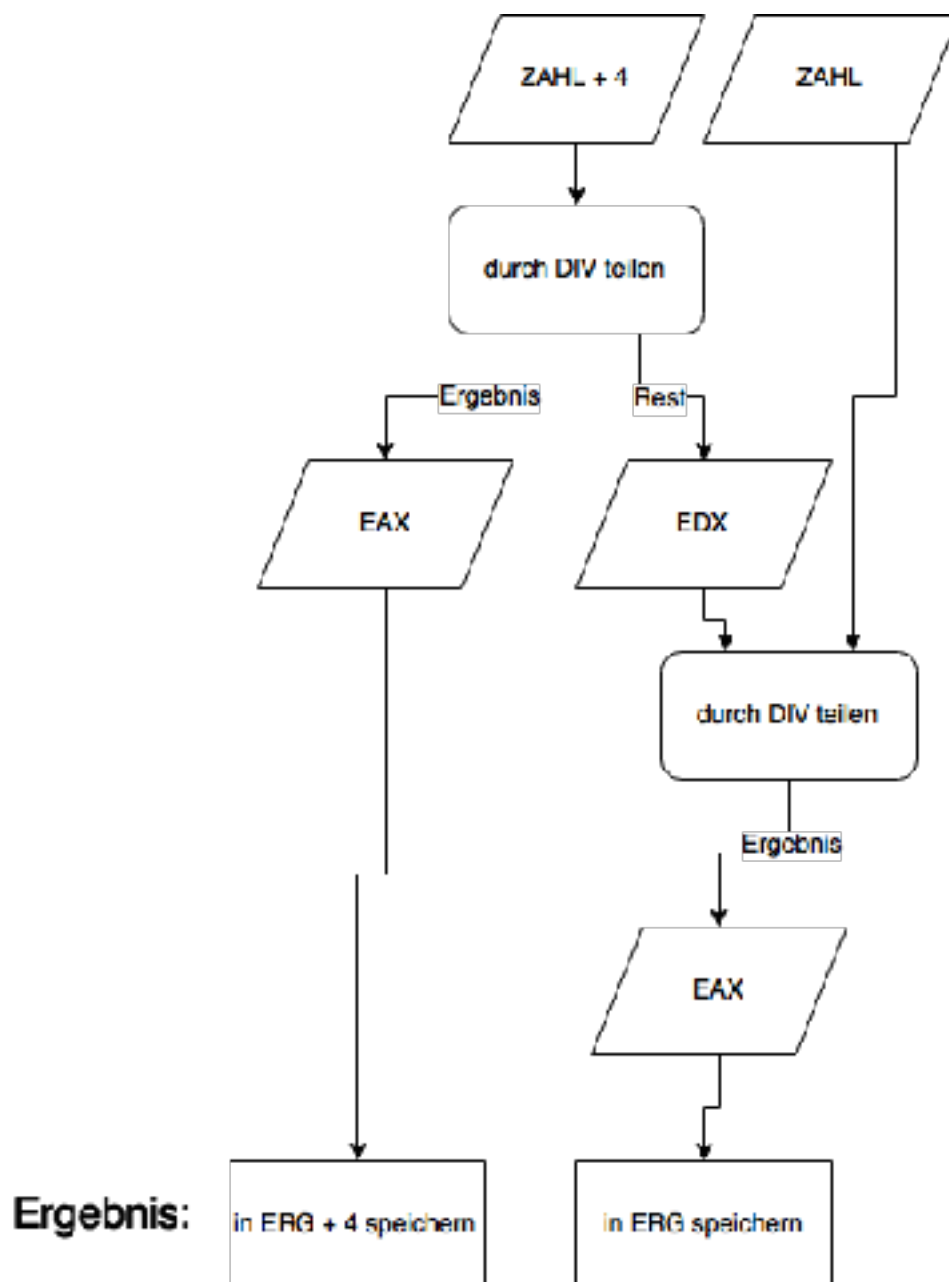 ZAHL + 4
ZAHL
durch DIV teilen
Ergebnis
Rest
EAX
EDX
durch DIV teilen
Ergebnis
EAX
Ergebnis:
in ERG + 4 speichern
in ERG speichern